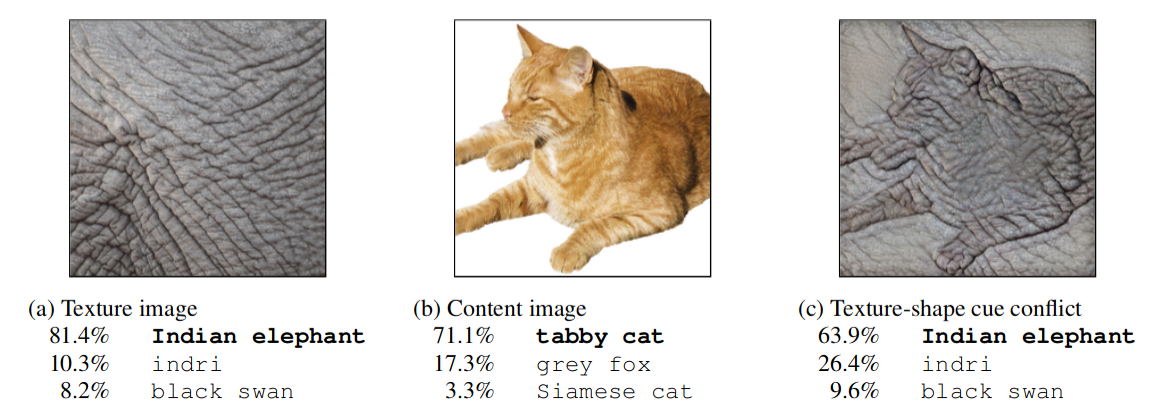 (a) Texture image
81.4% Indian elephant
10.3% indri
8.2% black swan
(b) Content image
71.1% tabby cat
17.3% grey fox
3.3% Siamese cat
(c) Texture-shape cue conflict
63.9% Indian elephant
26.4% indri
9.6% black swan